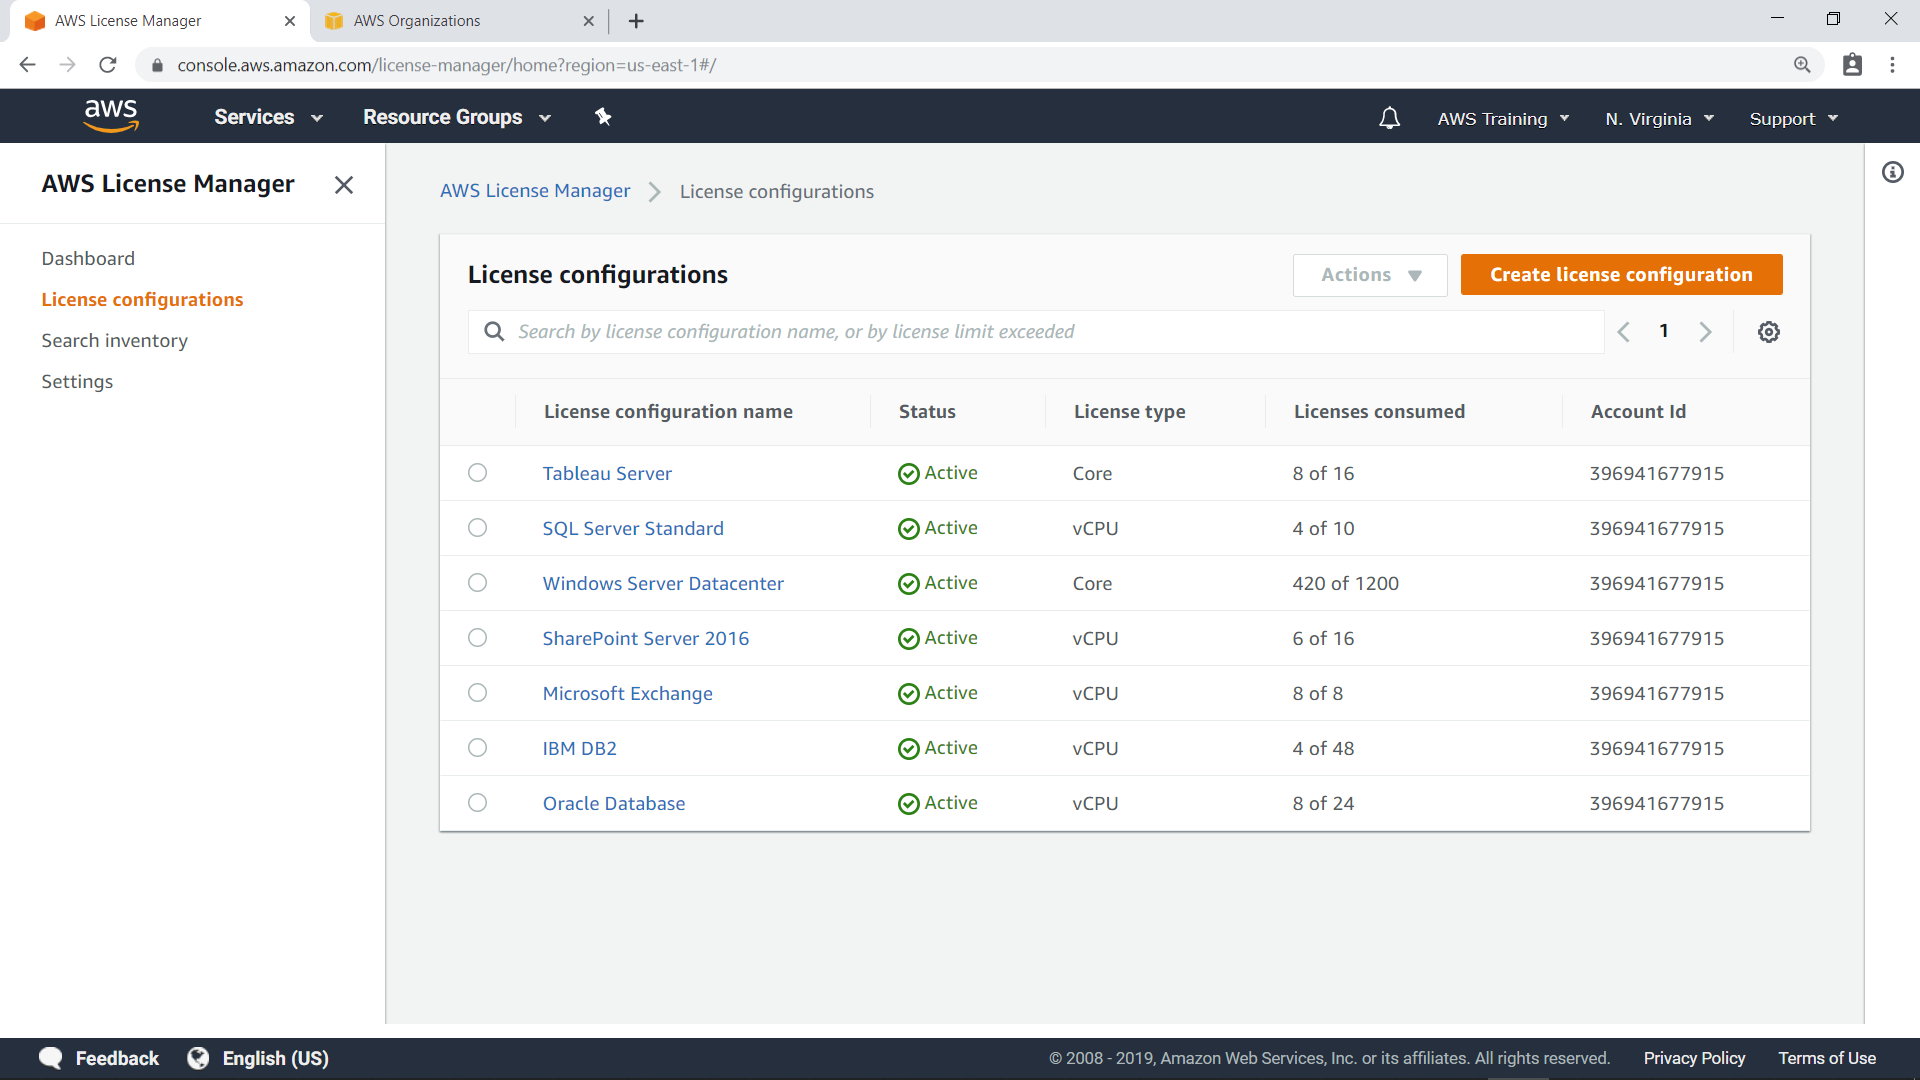 AWS License Manager
AWS Organizations
console.aws.amazon.com/license-manager/home?region=us-east-1#/
aws
Services
Resource Groups
AWS Training
N. Virginia
Support
AWS License Manager
Dashboard
License configurations
Search inventory
Settings
AWS License Manager
License configurations
License configurations
Actions
Create license configuration
Search by license configuration name, or by license limit exceeded
1
License configuration name Status License type Licenses consumed Account Id
Tableau Server Active Core 8 of 16 396941677915
SQL Server Standard Active vCPU 4 of 10 396941677915
Windows Server Datacenter Active Core 420 of 1200 396941677915
SharePoint Server 2016 Active vCPU 6 of 16 396941677915
Microsoft Exchange Active vCPU 8 of 8 396941677915
IBM DB2 Active vCPU 4 of 48 396941677915
Oracle Database Active vCPU 8 of 24 396941677915
Feedback
English (US)
© 2008 - 2019, Amazon Web Services, Inc. or its affiliates. All rights reserved.
Privacy Policy
Terms of Use